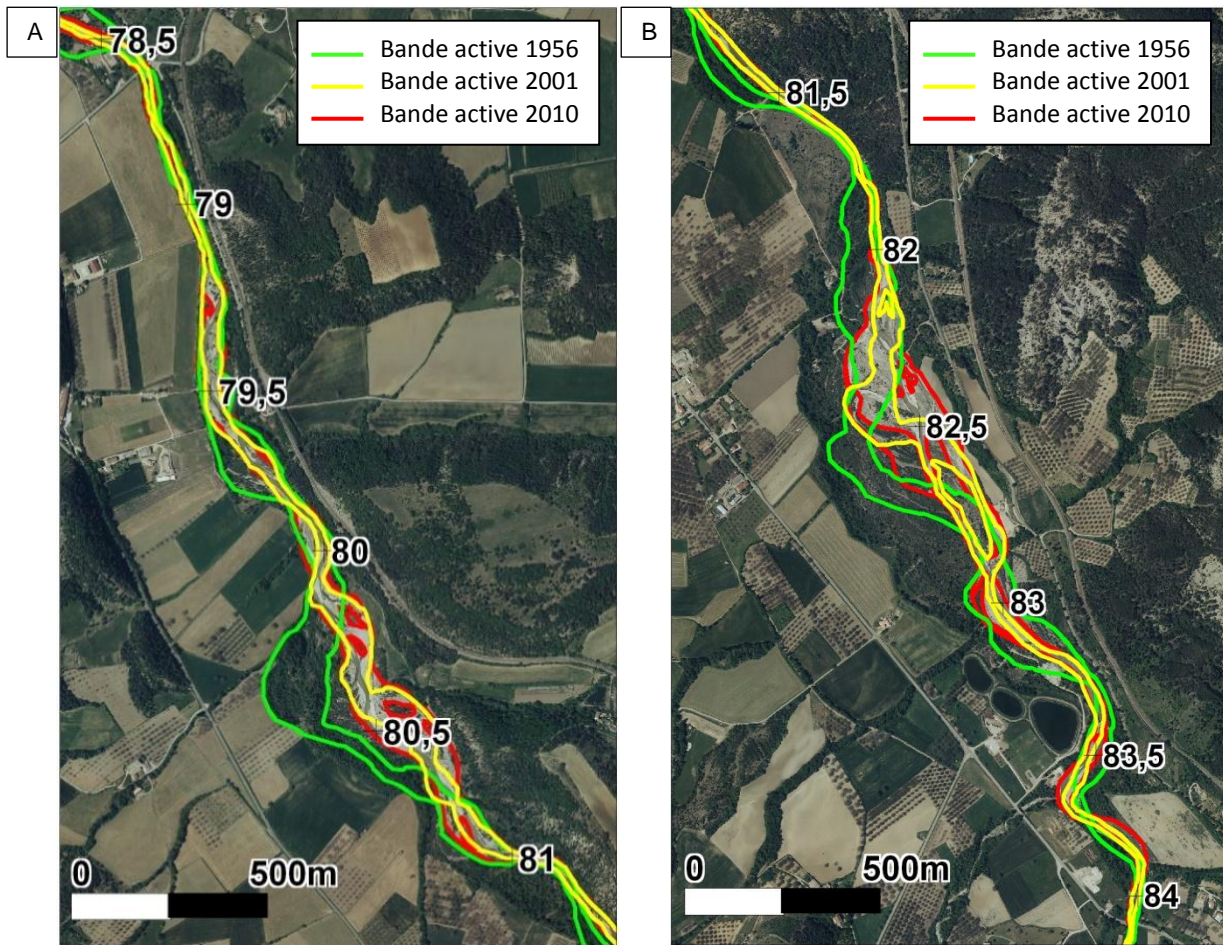 A
Bande active 1956
Bande active 2001
Bande active 2010
78,5
79
79,5
80
80,5
81
0 500m
B
Bande active 1956
Bande active 2001
Bande active 2010
81,5
82
82,5
83
83,5
84
0 500m